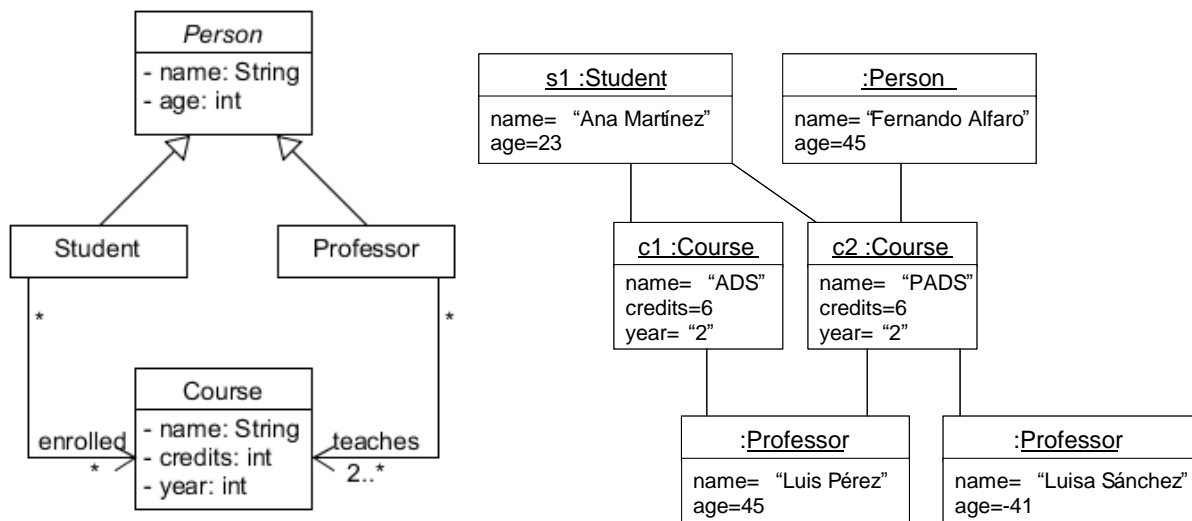 Person
- name: String
- age: int
Student
Professor
*
*
Course
- name: String
- credits: int
- year: int
enrolled
*
teaches
2..*
s1 :Student
name= “Ana Martínez”
age=23
:Person
name= “Fernando Alfaro”
age=45
c1 :Course
name= “ADS”
credits=6
year= “2”
c2 :Course
name= “PADS”
credits=6
year= “2”
:Professor
name= “Luis Pérez”
age=45
:Professor
name= “Luisa Sánchez”
age=-41